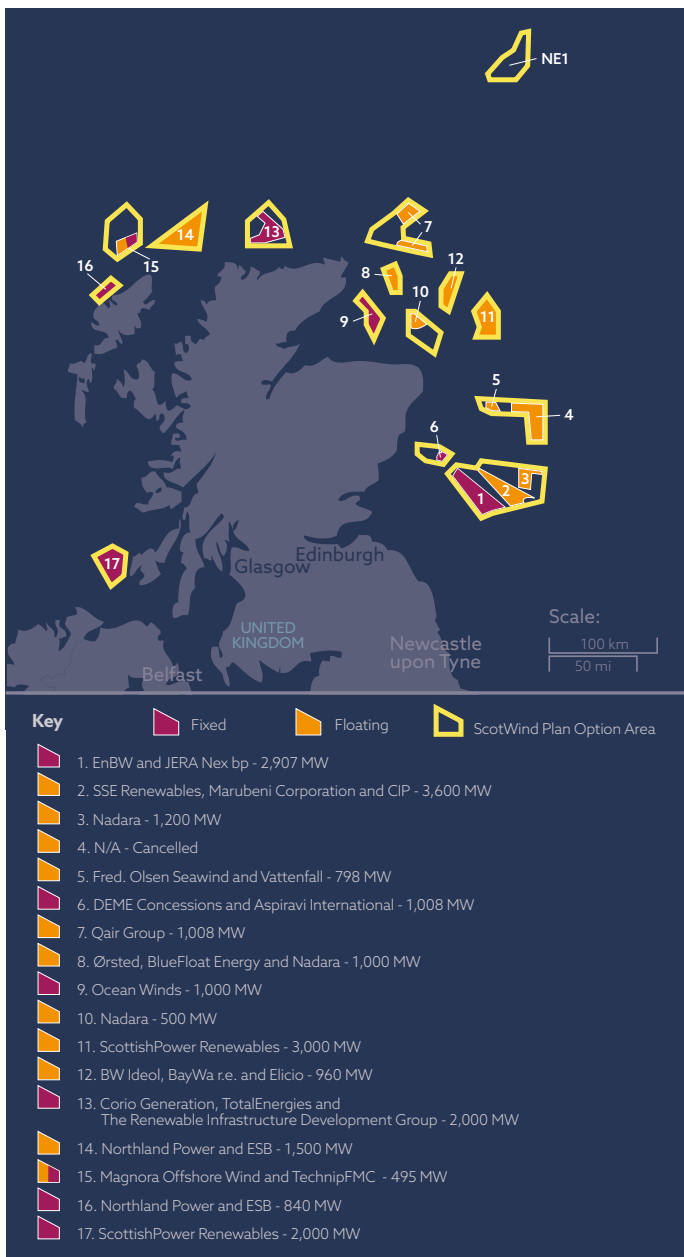 NE1
14
13
7
15
16
8
12
10
9
11
5
4
6
3
2
1
17
Edinburgh
Glasgow
UNITED
KINGDOM
Newcastle
upon Tyne
Belfast
Scale:
100 km
50 mi
Key
Fixed
Floating
ScotWind Plan Option Area
1. EnBW and JERA Nex bp - 2,907 MW
2. SSE Renewables, Marubeni Corporation and CIP - 3,600 MW
3. Nadara - 1,200 MW
4. N/A - Cancelled
5. Fred. Olsen Seawind and Vattenfall - 798 MW
6. DEME Concessions and Aspiravi International - 1,008 MW
7. Qair Group - 1,008 MW
8. Ørsted, BlueFloat Energy and Nadara - 1,000 MW
9. Ocean Winds - 1,000 MW
10. Nadara - 500 MW
11. ScottishPower Renewables - 3,000 MW
12. BW Ideol, BayWa r.e. and Elicio - 960 MW
13. Corio Generation, TotalEnergies and
The Renewable Infrastructure Development Group - 2,000 MW
14. Northland Power and ESB - 1,500 MW
15. Magnora Offshore Wind and TechnipFMC - 495 MW
16. Northland Power and ESB - 840 MW
17. ScottishPower Renewables - 2,000 MW